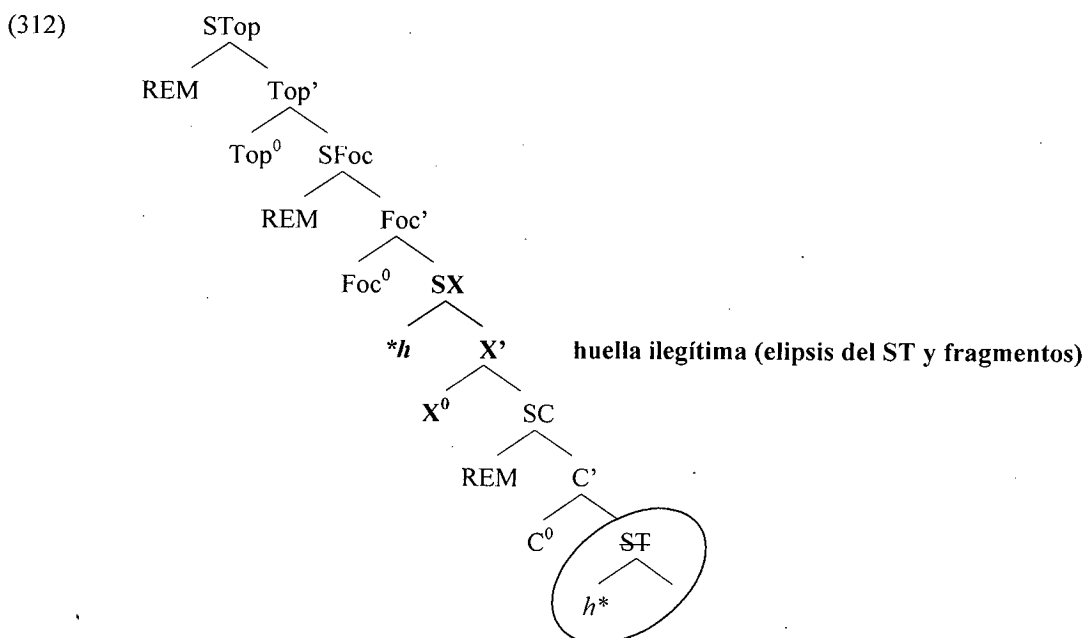 (312) STop
REM Top’
Top⁰ SFoc
REM Foc’
Foc⁰ SX
*h X’ huella ilegítima (elipsis del ST y fragmentos)
X⁰ SC
REM C’
C⁰ ST
h*